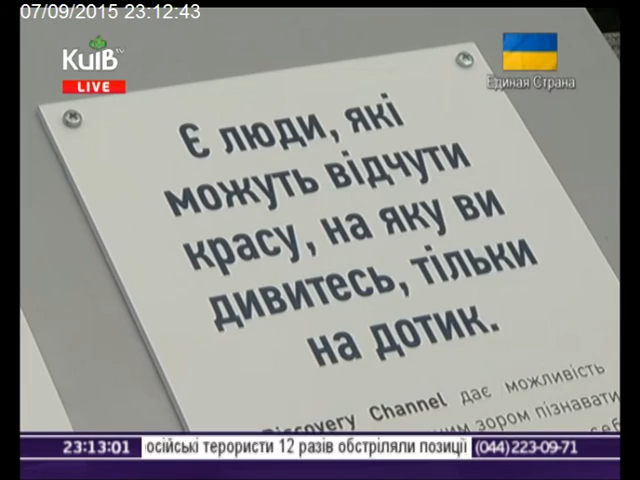 07/09/2015 23:12:43
КиїВ tv
LIVE
Единая Страна
Є люди, які
можуть відчути
красу, на яку ви
дивитесь, тільки
на дотик.
Discovery Channel дає можливість
зором пізнавати
23:13:01 осійські терористи 12 разів обстріляли позиції (044) 223-09-71